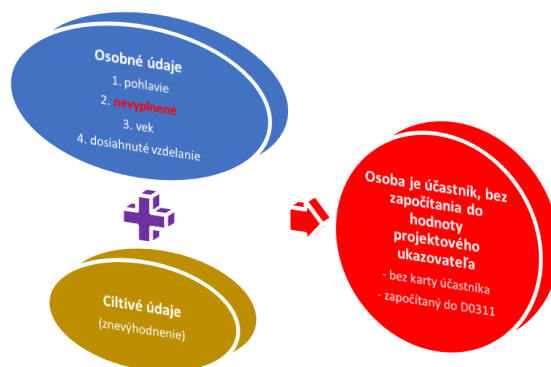 Osobné údaje
1. pohlavie
2. nevyplnené
3. vek
4. dosiahnuté vzdelanie
Ciltivé údaje
(znevýhodnenie)
Osoba je účastník, bez
započítania do
hodnoty
projektového
ukazovateľa
- bez karty účastníka
- započítaný do D0311